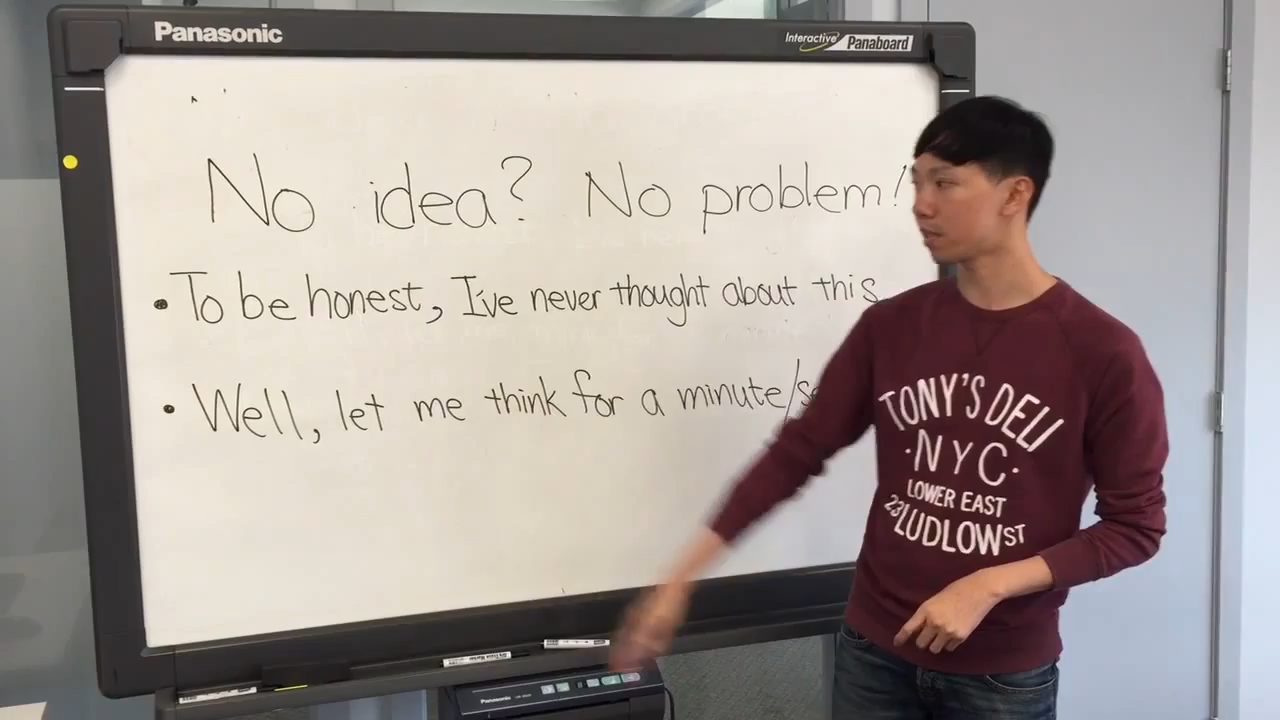 Panasonic
Interactive Panaboard
No idea? No problem!
• To be honest, I've never thought about this
• Well, let me think for a minute/
TONY'S DELI
·NYC·
LOWER EAST
23 LUDLOW ST
Panasonic